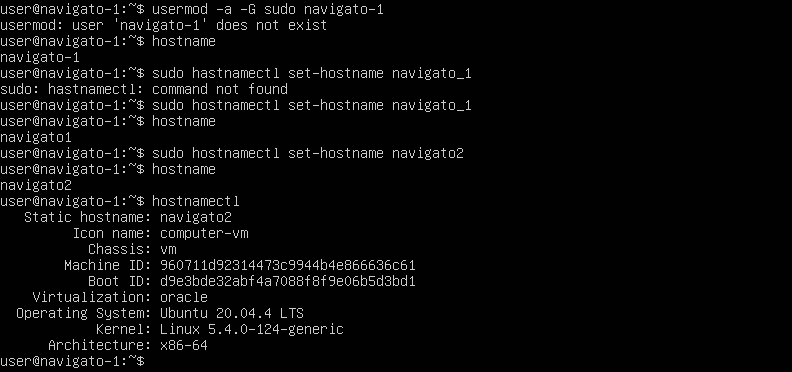 user@navigato-1:~$ usermod -a -G sudo navigato-1
usermod: user 'navigato-1' does not exist
user@navigato-1:~$ hostname
navigato-1
user@navigato-1:~$ sudo hastnamectl set-hostname navigato_1
sudo: hastnamectl: command not found
user@navigato-1:~$ sudo hostnamectl set-hostname navigato_1
user@navigato-1:~$ hostname
navigato1
user@navigato-1:~$ sudo hostnamectl set-hostname navigato2
user@navigato-1:~$ hostname
navigato2
user@navigato-1:~$ hostnamectl
Static hostname: navigato2
Icon name: computer-vm
Chassis: vm
Machine ID: 960711d92314473c9944b4e866636c61
Boot ID: d9e3bde32abf4a7088f8f9e06b5d3bd1
Virtualization: oracle
Operating System: Ubuntu 20.04.4 LTS
Kernel: Linux 5.4.0-124-generic
Architecture: x86-64
user@navigato-1:~$